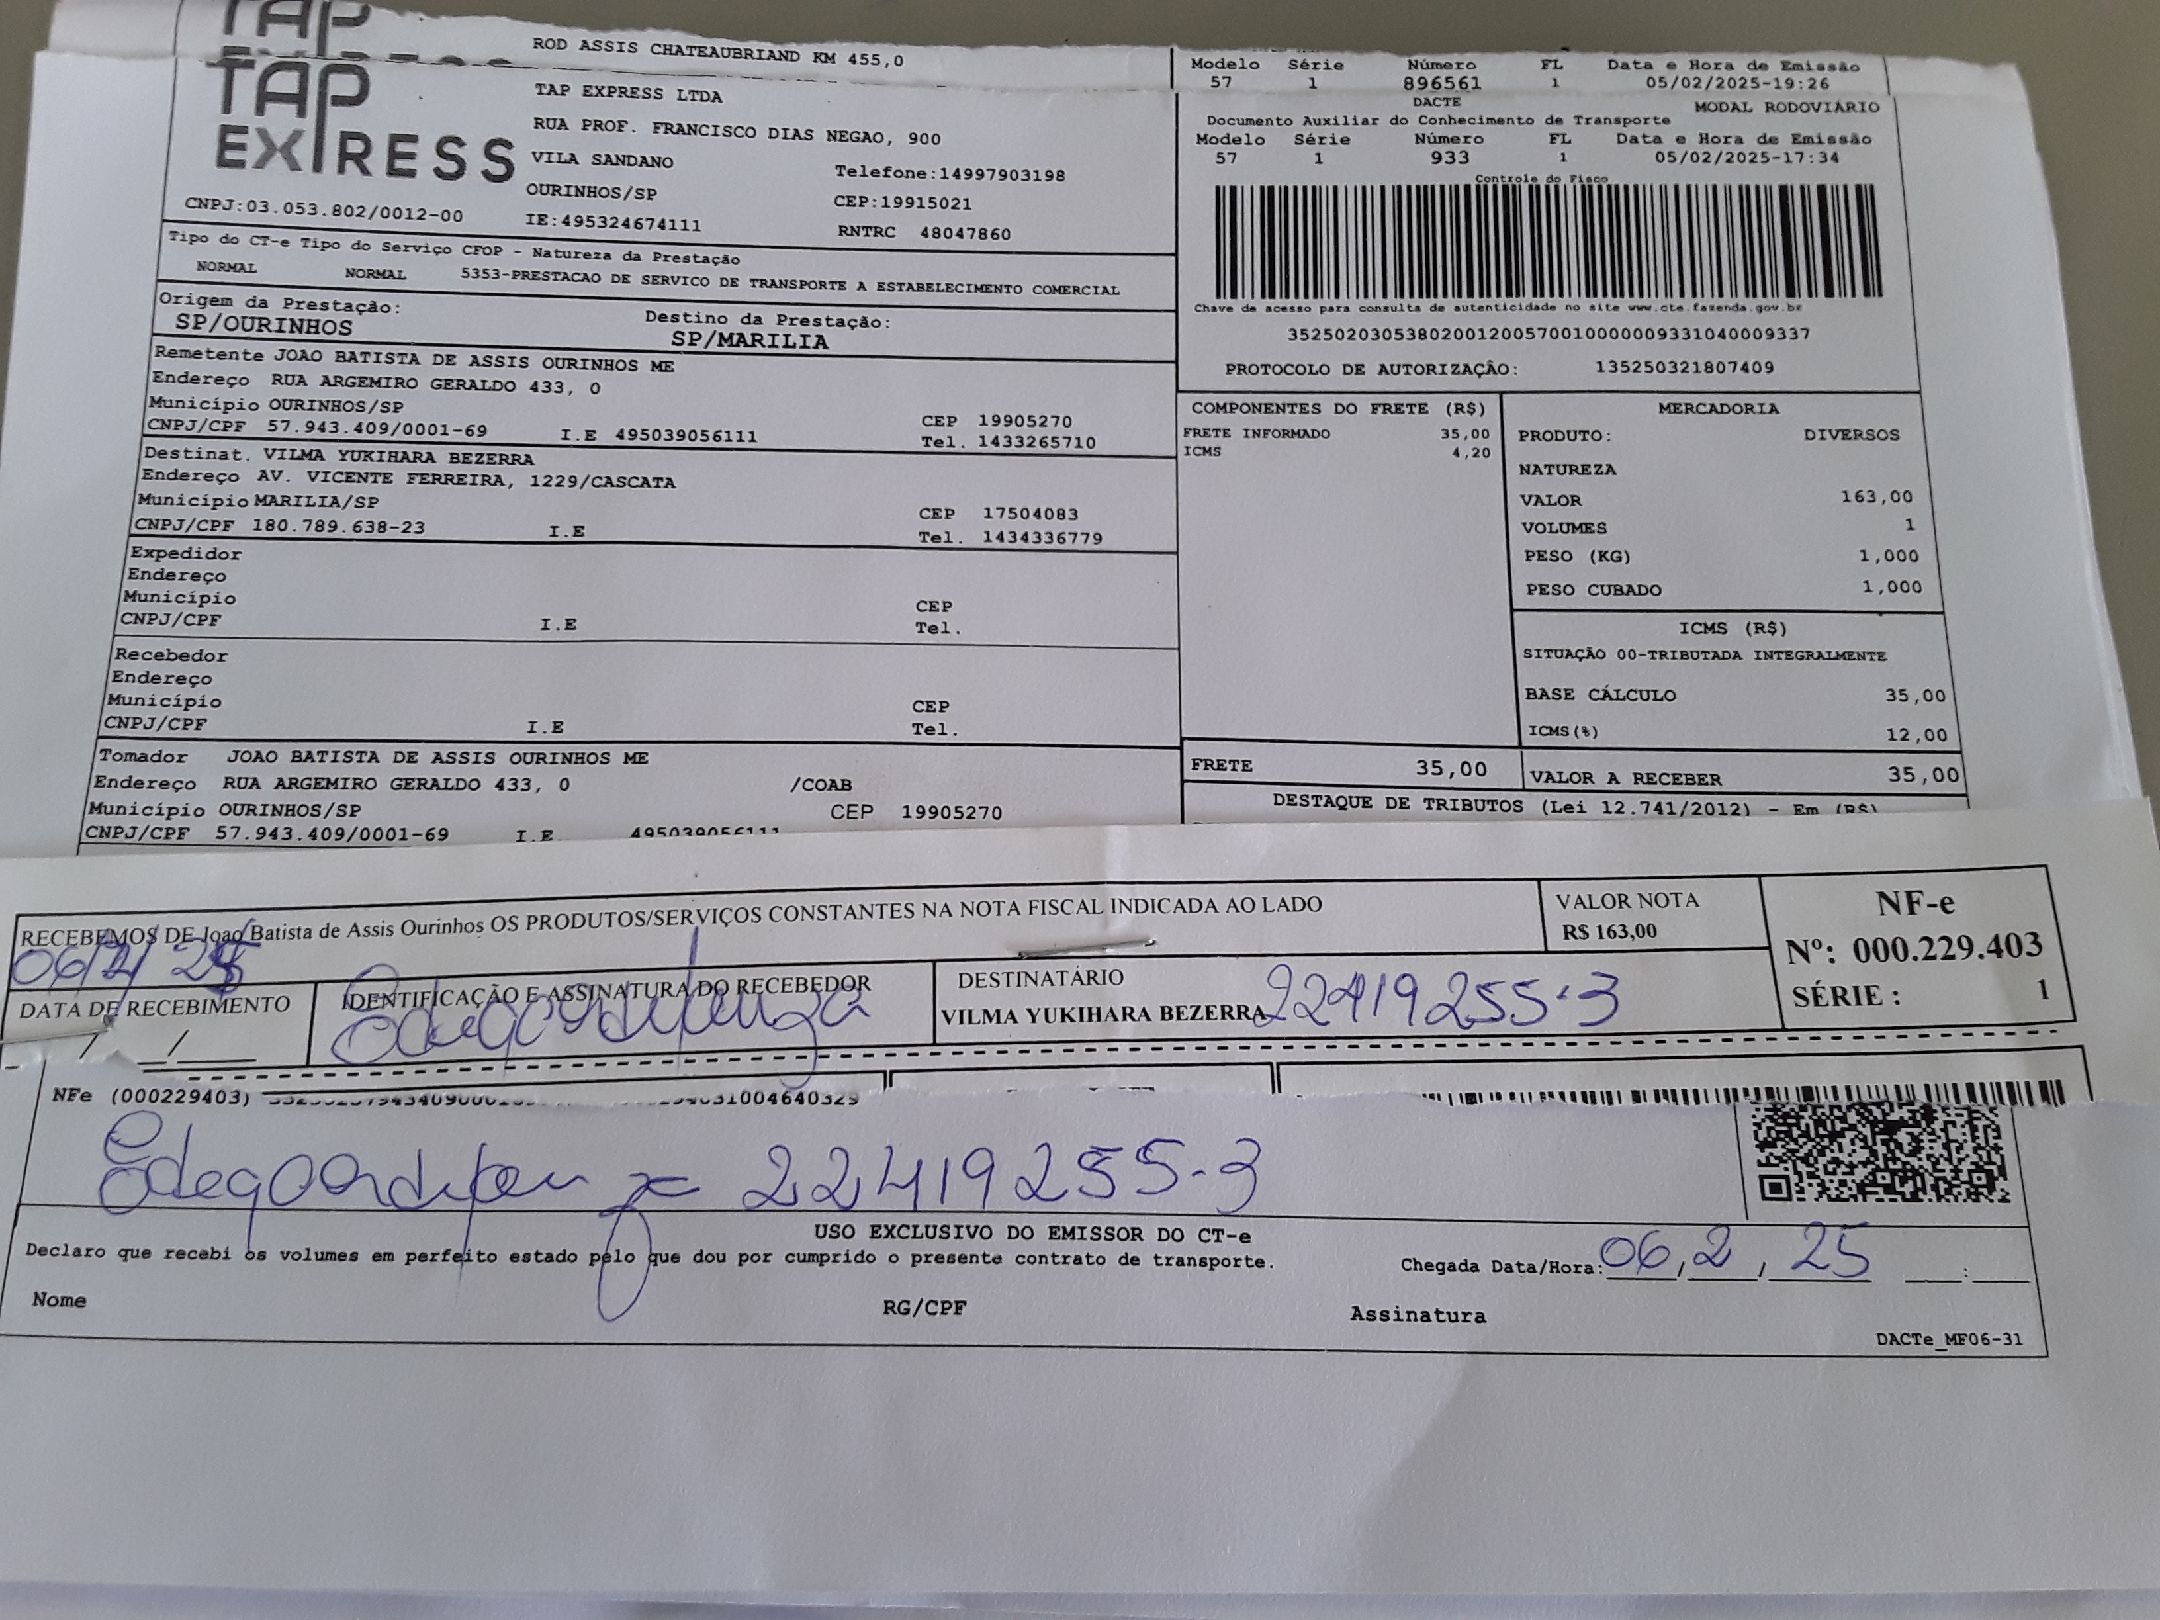 TAP
ROD ASSIS CHATEAUBRIAND KM 455,0
Modelo Série Número FL Data e Hora de Emissão
57 1 896561 1 05/02/2025-19:26
TAP EXPRESS
CNPJ:03.053.802/0012-00
TAP EXPRESS LTDA
RUA PROF. FRANCISCO DIAS NEGAO, 900
VILA SANDANO
Telefone:14997903198
OURINHOS/SP
CEP:19915021
IE:495324674111
RNTRC 48047860
DACTE MODAL RODOVIÁRIO
Documento Auxiliar do Conhecimento de Transporte
Modelo Série Número FL Data e Hora de Emissão
57 1 933 1 05/02/2025-17:34
Controle do Fisco
Chave de acesso para consulta de autenticidade no site www.cte.fazenda.gov.br
35250203053802001200570010000009331040009337
PROTOCOLO DE AUTORIZAÇÃO: 135250321807409
Tipo do CT-e Tipo do Serviço CFOP - Natureza da Prestação
NORMAL NORMAL 5353-PRESTACAO DE SERVICO DE TRANSPORTE A ESTABELECIMENTO COMERCIAL
Origem da Prestação: Destino da Prestação:
SP/OURINHOS SP/MARILIA
Remetente JOAO BATISTA DE ASSIS OURINHOS ME
Endereço RUA ARGEMIRO GERALDO 433, 0
Município OURINHOS/SP CEP 19905270
CNPJ/CPF 57.943.409/0001-69 I.E 495039056111 Tel. 1433265710
Destinat. VILMA YUKIHARA BEZERRA
Endereço AV. VICENTE FERREIRA, 1229/CASCATA
Município MARILIA/SP CEP 17504083
CNPJ/CPF 180.789.638-23 I.E Tel. 1434336779
Expedidor
Endereço
Município CEP
CNPJ/CPF I.E Tel.
Recebedor
Endereço
Município CEP
CNPJ/CPF I.E Tel.
Tomador JOAO BATISTA DE ASSIS OURINHOS ME
Endereço RUA ARGEMIRO GERALDO 433, 0 /COAB
Município OURINHOS/SP CEP 19905270
CNPJ/CPF 57.943.409/0001-69 I.E 495039056111
COMPONENTES DO FRETE (R$)
FRETE INFORMADO 35,00
ICMS 4,20
FRETE 35,00
MERCADORIA
PRODUTO: DIVERSOS
NATUREZA
VALOR 163,00
VOLUMES 1
PESO (KG) 1,000
PESO CUBADO 1,000
ICMS (R$)
SITUAÇÃO 00-TRIBUTADA INTEGRALMENTE
BASE CÁLCULO 35,00
ICMS(%) 12,00
VALOR A RECEBER 35,00
DESTAQUE DE TRIBUTOS (Lei 12.741/2012) - Em (R$)
RECEBEMOS DE Joao Batista de Assis Ourinhos OS PRODUTOS/SERVIÇOS CONSTANTES NA NOTA FISCAL INDICADA AO LADO
VALOR NOTA
R$ 163,00
NF-e
Nº: 000.229.403
SÉRIE : 1
06/2/25
DATA DE RECEBIMENTO
IDENTIFICAÇÃO E ASSINATURA DO RECEBEDOR
DESTINATÁRIO
VILMA YUKIHARA BEZERRA
22419255-3
NFe (000229403)
22419255-3
USO EXCLUSIVO DO EMISSOR DO CT-e
Declaro que recebi os volumes em perfeito estado pelo que dou por cumprido o presente contrato de transporte.
Chegada Data/Hora: 06/2/25
Nome RG/CPF Assinatura
DACTe_MF06-31